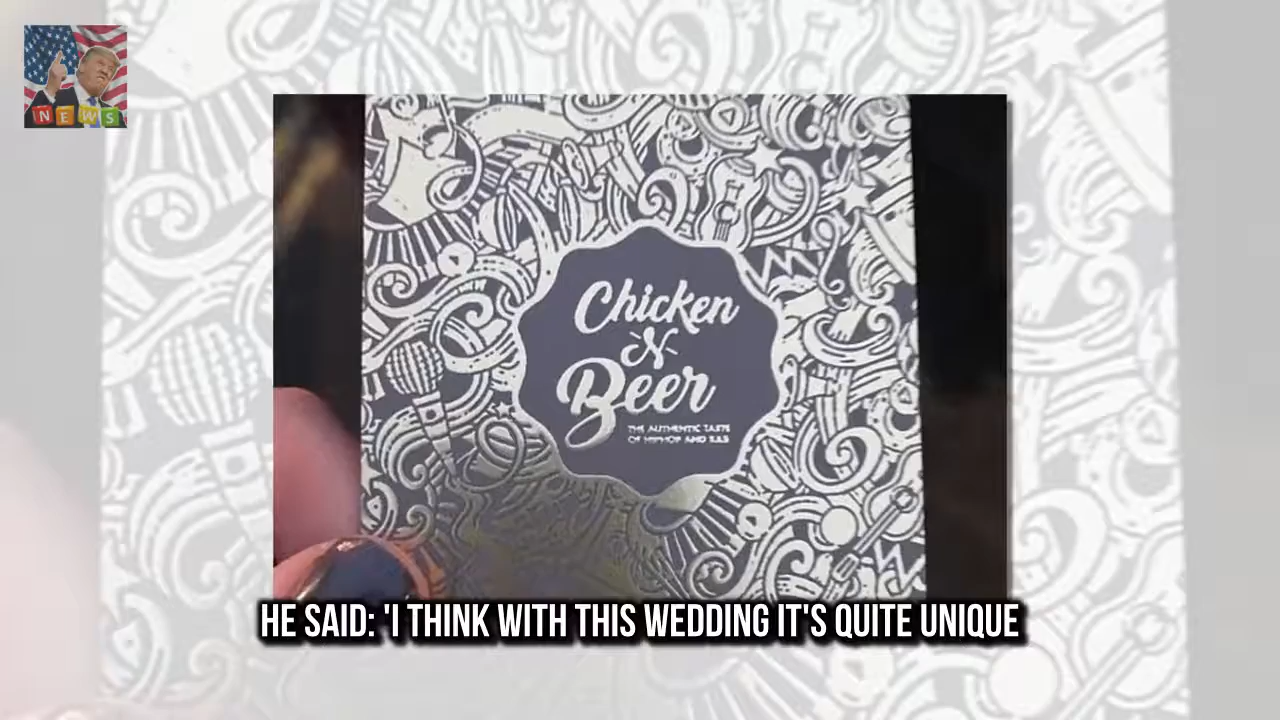 NEWS
Chicken
N
Beer
THE AUTHENTIC TASTE
OF HIPHOP AND R&B
HE SAID: 'I THINK WITH THIS WEDDING IT'S QUITE UNIQUE